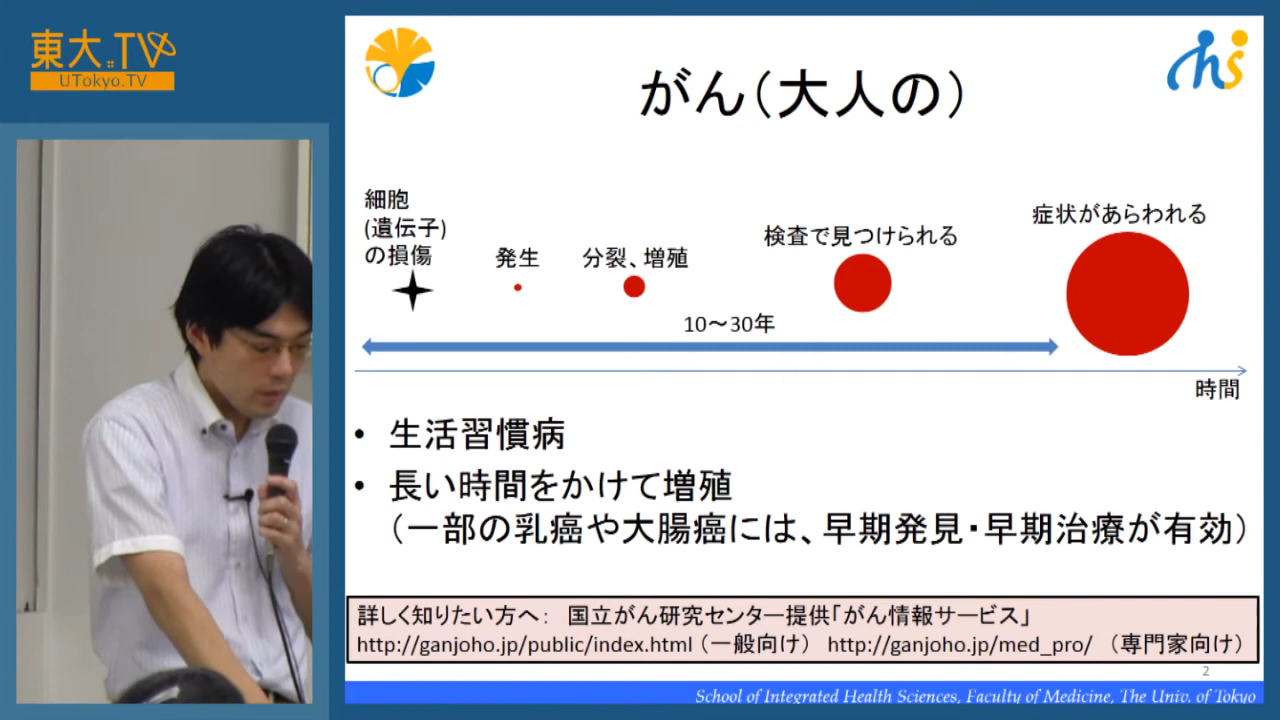 東大.TV
UTokyo.TV
がん(大人の)
細胞
(遺伝子)
の損傷
発生
分裂、増殖
検査で見つけられる
症状があらわれる
10～30年
時間
• 生活習慣病
• 長い時間をかけて増殖
(一部の乳癌や大腸癌には、早期発見・早期治療が有効)
詳しく知りたい方へ： 国立がん研究センター提供「がん情報サービス」
http://ganjoho.jp/public/index.html（一般向け） http://ganjoho.jp/med_pro/ （専門家向け）
2
School of Integrated Health Sciences, Faculty of Medicine, The Univ. of Tokyo